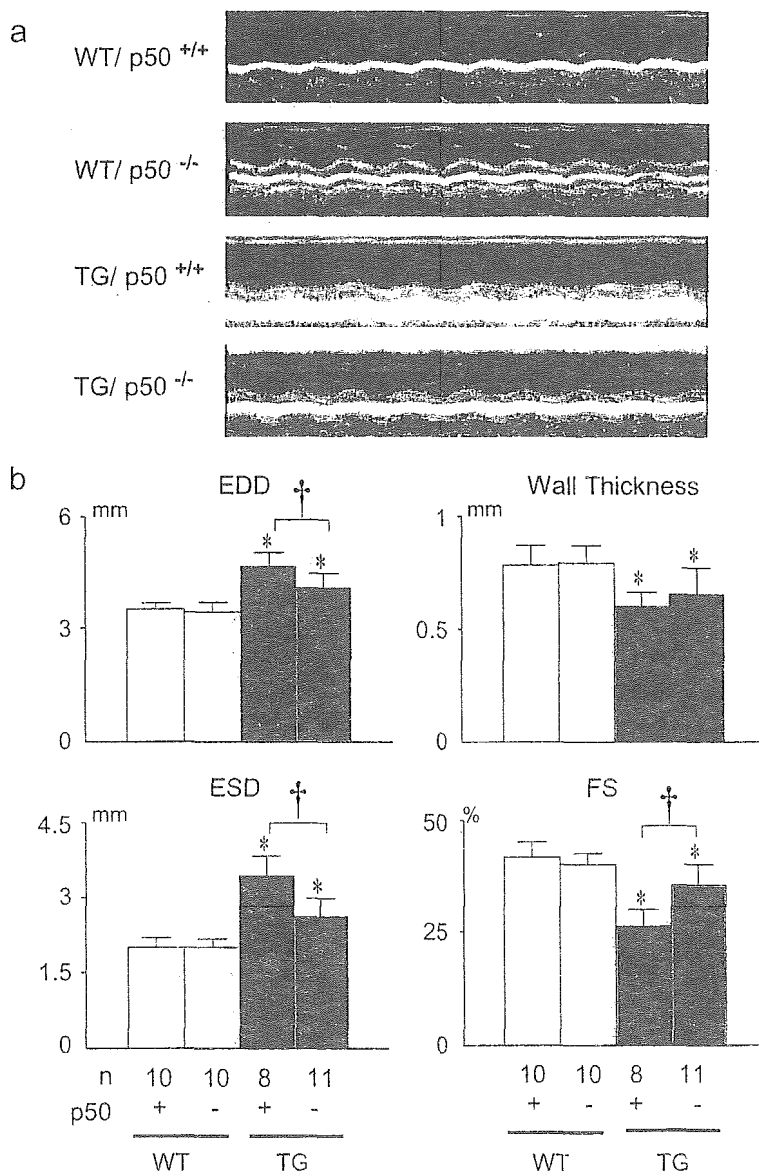 a
WT/ p50 +/+
WT/ p50 -/-
TG/ p50 +/+
TG/ p50 -/-
b
EDD
mm
6
3
0
*
*
†
Wall Thickness
mm
1
0.5
0
*
*
ESD
mm
4.5
3
1.5
0
*
*
†
FS
%
50
25
0
*
*
†
n 10 10 8 11
p50 + - + -
WT TG
10 10 8 11
+ - + -
WT TG